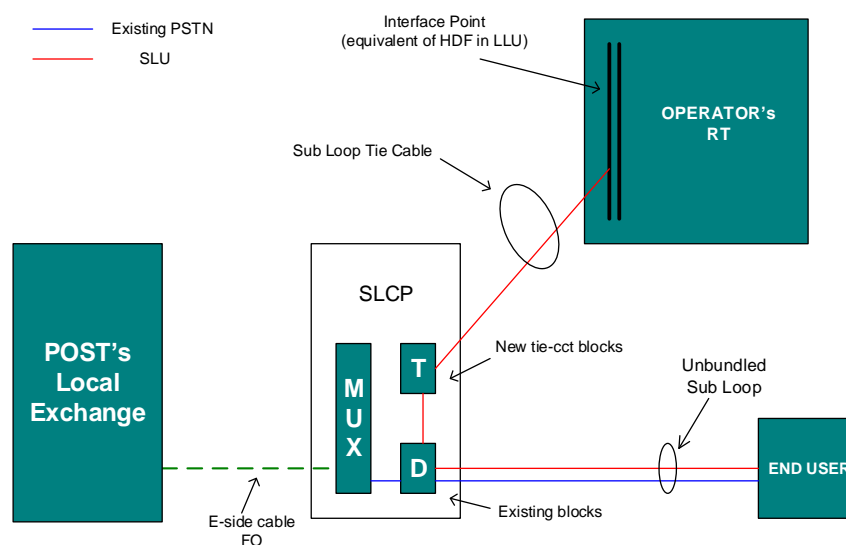 Existing PSTN
SLU
Interface Point
(equivalent of HDF in LLU)
OPERATOR's
RT
Sub Loop Tie Cable
SLCP
POST's
Local
Exchange
M
U
X
T
New tie-cct blocks
Unbundled
Sub Loop
D
END USER
Existing blocks
E-side cable
FO